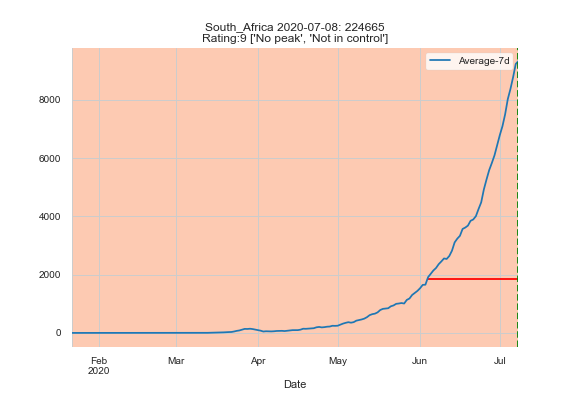 South_Africa 2020-07-08: 224665
Rating:9 ['No peak', 'Not in control']
Average-7d
8000
6000
4000
2000
0
Feb Mar Apr May Jun Jul
2020
Date